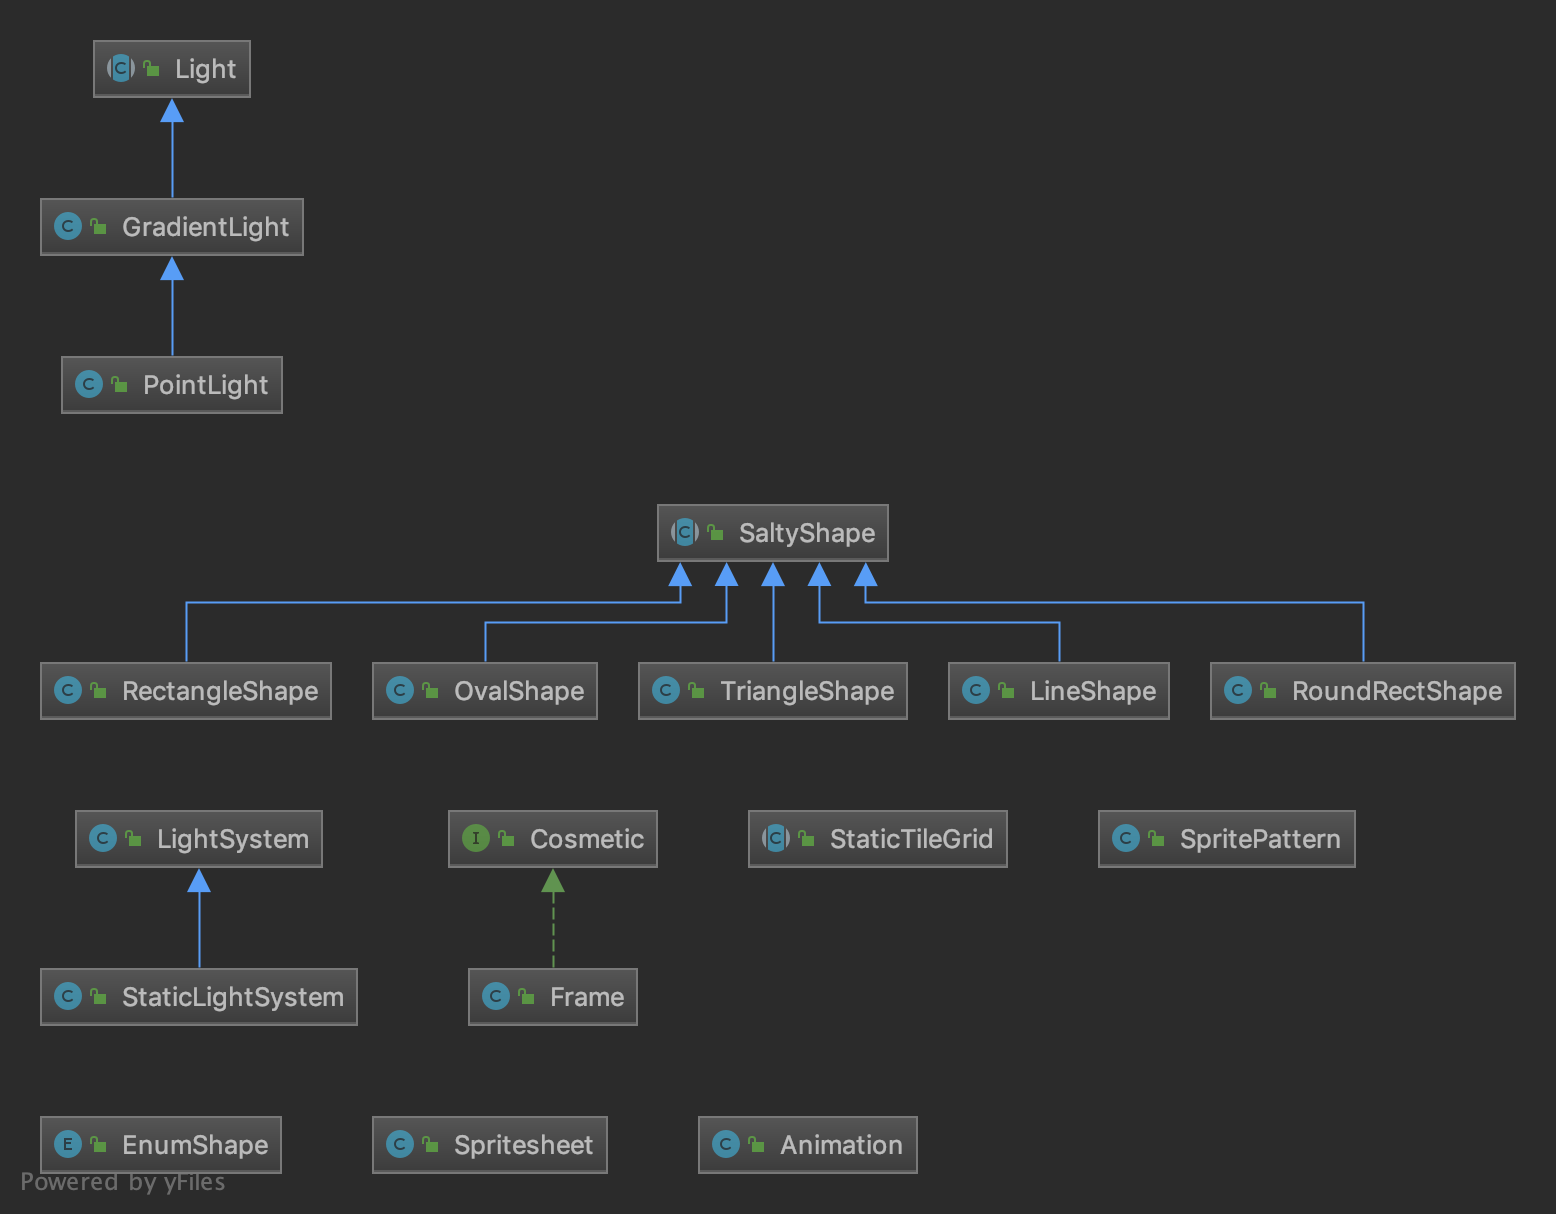 C Light
C GradientLight
C PointLight
C SaltyShape
C RectangleShape
C OvalShape
C TriangleShape
C LineShape
C RoundRectShape
C LightSystem
I Cosmetic
C StaticTileGrid
C SpritePattern
C StaticLightSystem
C Frame
E EnumShape
C Spritesheet
C Animation
Powered by yFiles